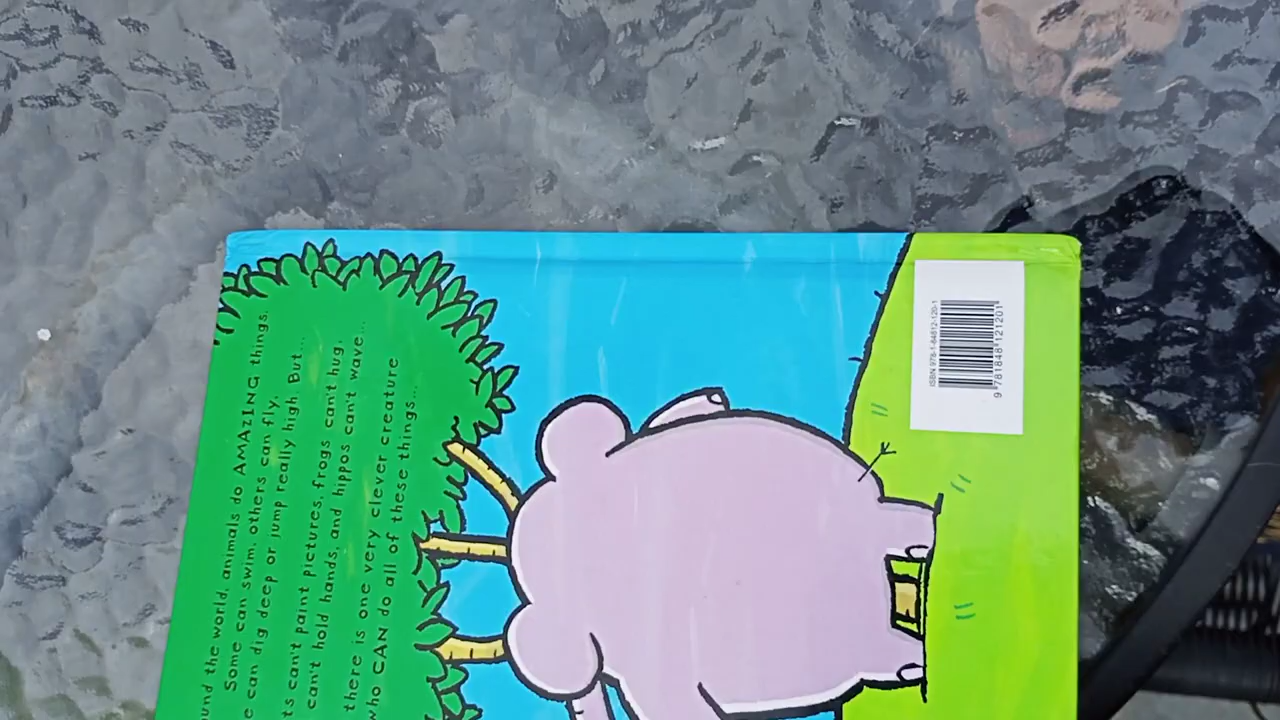 und the world, animals do AMAZING things.
Some can swim, others can fly,
can dig deep or jump really high. But...
can't paint pictures, frogs can't hug,
can't hold hands, and hippos can't wave...
there is one very clever creature
who CAN do all of these things...
ISBN 978-1-84812-120-1
9 781848 121201